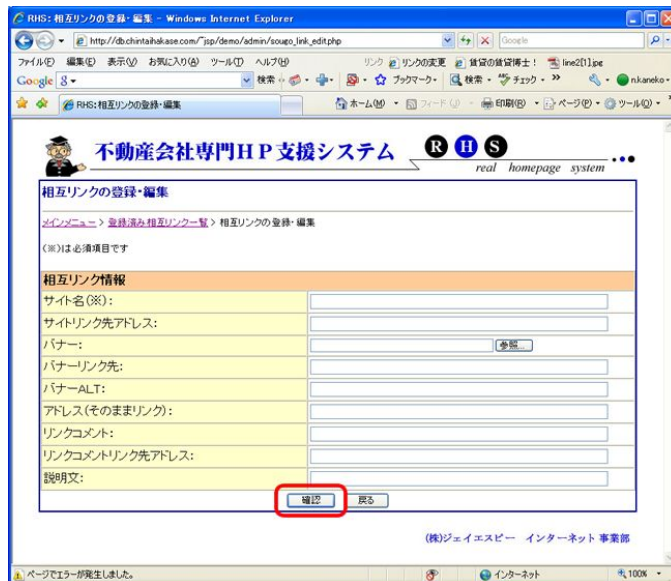 RHS: 相互リンクの登録・編集 - Windows Internet Explorer
http://db.chintaihakase.com/~jsp/demo/admin/sougo_link_edit.php
Google
ファイル(F) 編集(E) 表示(V) お気に入り(A) ツール(T) ヘルプ(H)
リンク リンクの変更 賃貸の賃貸博士! line2[1].jpe
Google 検索 ブックマーク 検索 チェック n.kaneko
RHS:相互リンクの登録・編集
ホーム(M) フィード(J) 印刷(R) ページ(P) ツール(O)
不動産会社専門HP支援システム
R H S
real homepage system
相互リンクの登録・編集
メインメニュー > 登録済み相互リンク一覧 > 相互リンクの登録・編集
(※)は必須項目です
相互リンク情報
サイト名(※):
サイトリンク先アドレス:
バナー:
参照...
バナーリンク先:
バナーALT:
アドレス(そのままリンク):
リンクコメント:
リンクコメントリンク先アドレス:
説明文:
確認 戻る
(株)ジェイエスピー インターネット 事業部
ページでエラーが発生しました。
インターネット
100%